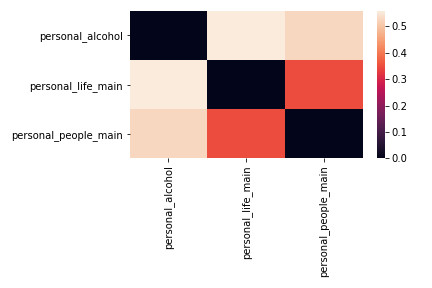 personal_alcohol
personal_life_main
personal_people_main
personal_alcohol
personal_life_main
personal_people_main
0.5
0.4
0.3
0.2
0.1
0.0